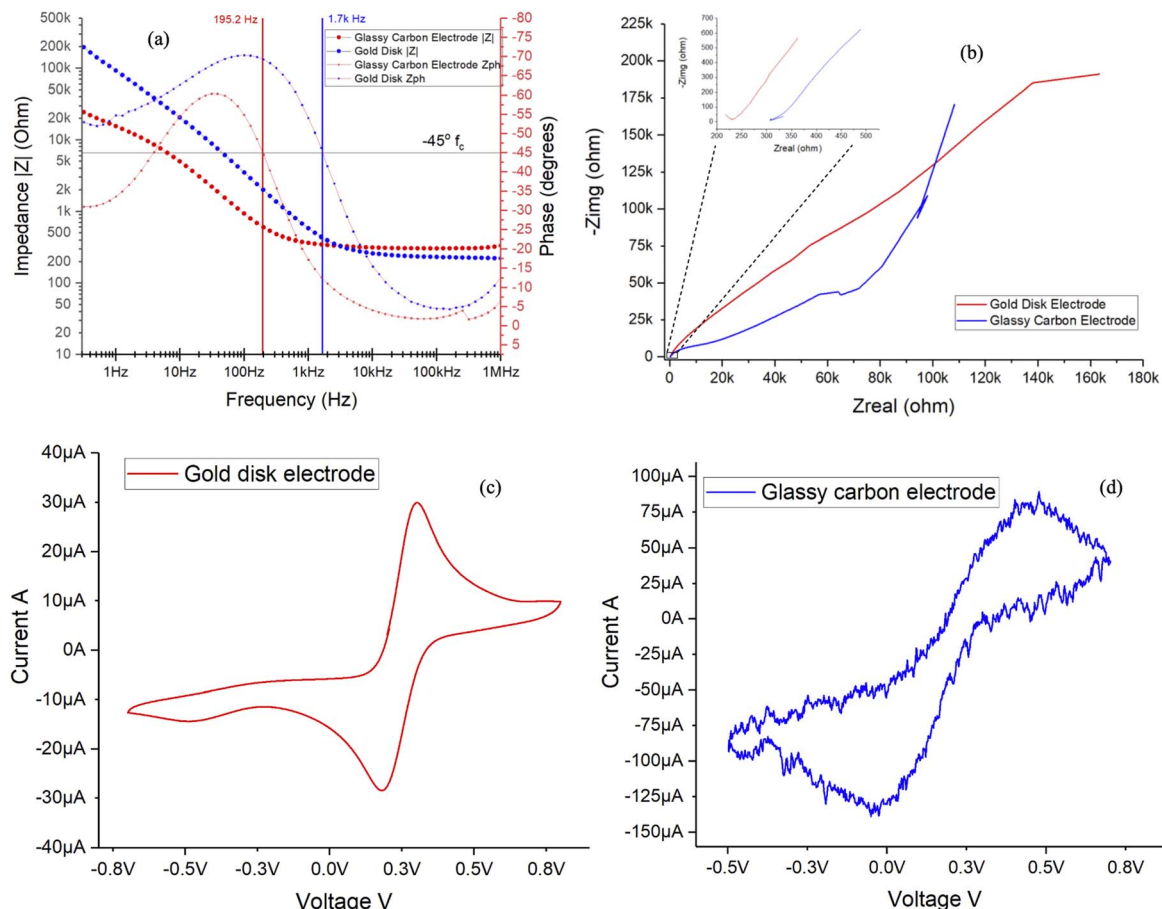 195.2 Hz
1.7k Hz
(a)
Glassy Carbon Electrode |Z|
Gold Disk |Z|
Glassy Carbon Electrode Zph
Gold Disk Zph
-45° fc
500k
200k
100k
50k
20k
10k
5k
2k
1k
500
200
100
50
20
10
Impedance |Z| (Ohm)
-80
-75
-70
-65
-60
-55
-50
-45
-40
-35
-30
-25
-20
-15
-10
-5
0
5
Phase (degrees)
1Hz 10Hz 100Hz 1kHz 10kHz 100kHz 1MHz
Frequency (Hz)
(b)
225k
200k
175k
150k
125k
100k
75k
50k
25k
0
-Zimg (ohm)
700
600
500
400
300
200
100
0
-Zimg (ohm)
200 250 300 350 400 450 500
Zreal (ohm)
Gold Disk Electrode
Glassy Carbon Electrode
0 20k 40k 60k 80k 100k 120k 140k 160k 180k
Zreal (ohm)
Gold disk electrode
(c)
40µA
30µA
20µA
10µA
0A
-10µA
-20µA
-30µA
-40µA
Current A
-0.8V -0.5V -0.3V 0.0V 0.3V 0.5V 0.8V
Voltage V
Glassy carbon electrode
(d)
100µA
75µA
50µA
25µA
0A
-25µA
-50µA
-75µA
-100µA
-125µA
-150µA
Current A
-0.5V -0.3V 0.0V 0.3V 0.5V 0.8V
Voltage V